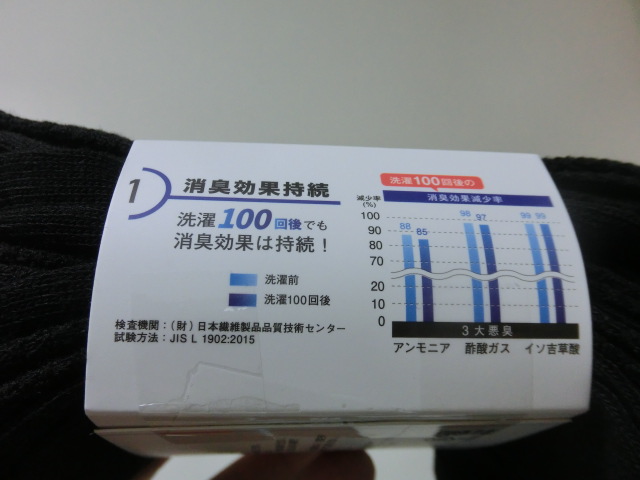 1 消臭効果持続
洗濯100回後でも
消臭効果は持続！
洗濯前
洗濯100回後
検査機関：(財)日本繊維製品品質技術センター
試験方法：JIS L 1902:2015
洗濯100回後の
消臭効果減少率
減少率
(%)
100
90
80
70
20
10
0
88 85 98 97 99 99
3大悪臭
アンモニア 酢酸ガス イソ吉草酸